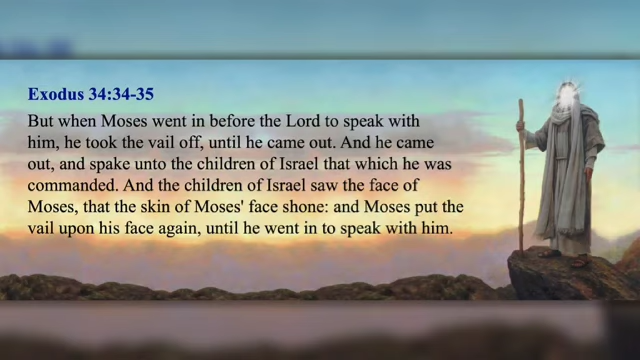 Exodus 34:34-35
But when Moses went in before the Lord to speak with
him, he took the vail off, until he came out. And he came
out, and spake unto the children of Israel that which he was
commanded. And the children of Israel saw the face of
Moses, that the skin of Moses' face shone: and Moses put the
vail upon his face again, until he went in to speak with him.